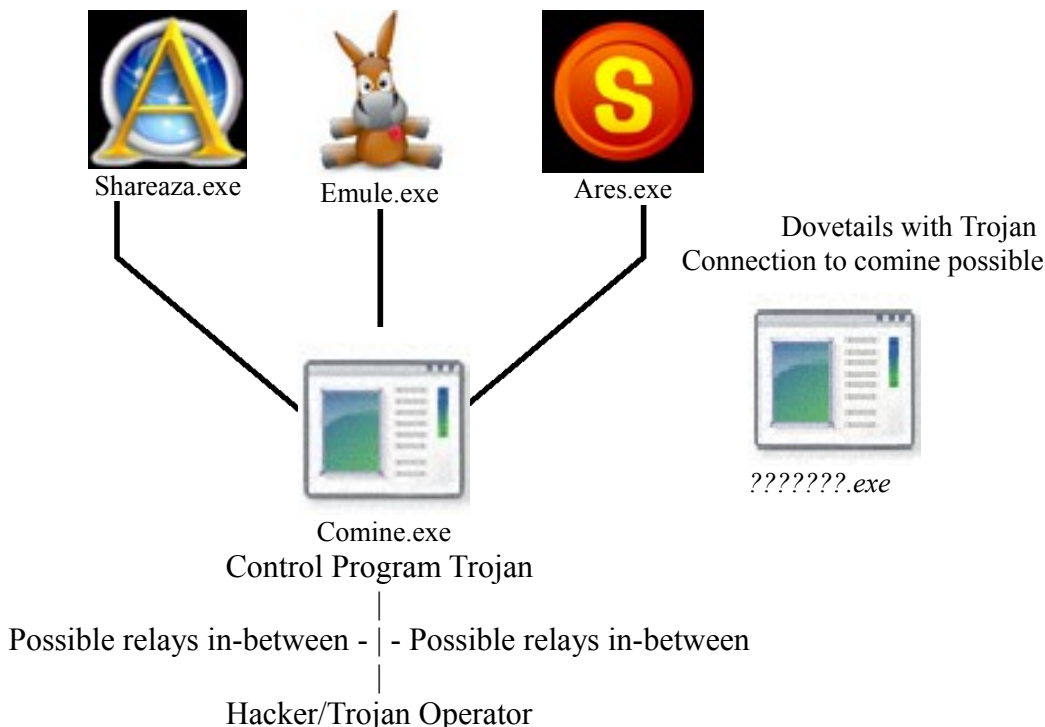 A
S
Shareaza.exe
Emule.exe
Ares.exe
Dovetails with Trojan
Connection to comine possible
???????.exe
Comine.exe
Control Program Trojan
|
Possible relays in-between - | - Possible relays in-between
|
Hacker/Trojan Operator